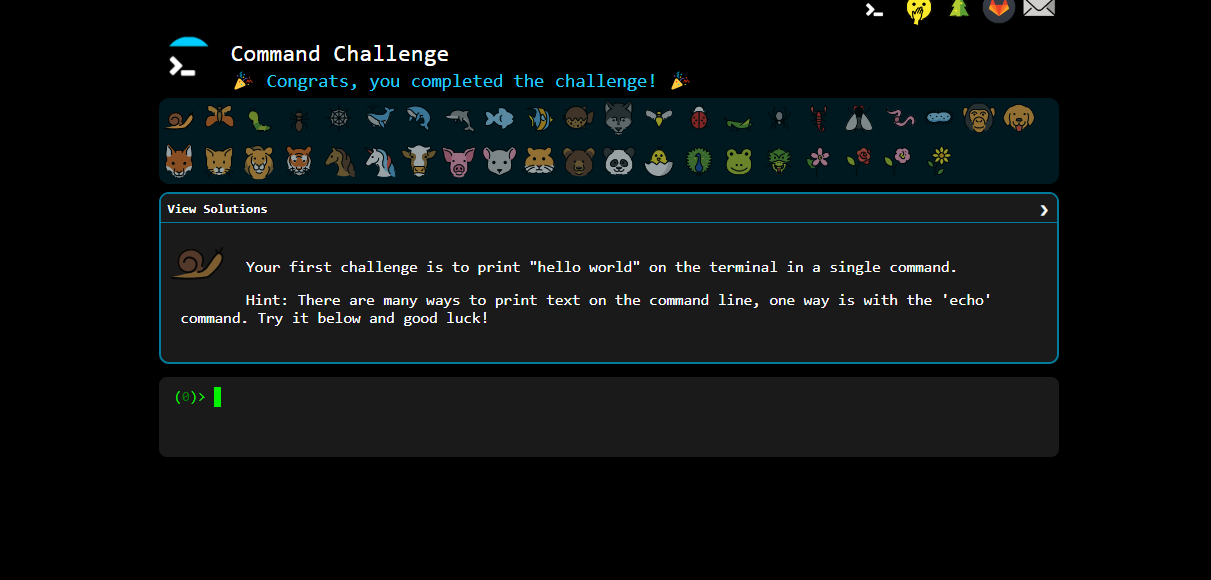 Command Challenge
🎉 Congrats, you completed the challenge! 🎉
View Solutions ❯
Your first challenge is to print "hello world" on the terminal in a single command.
Hint: There are many ways to print text on the command line, one way is with the 'echo'
command. Try it below and good luck!
(0)>